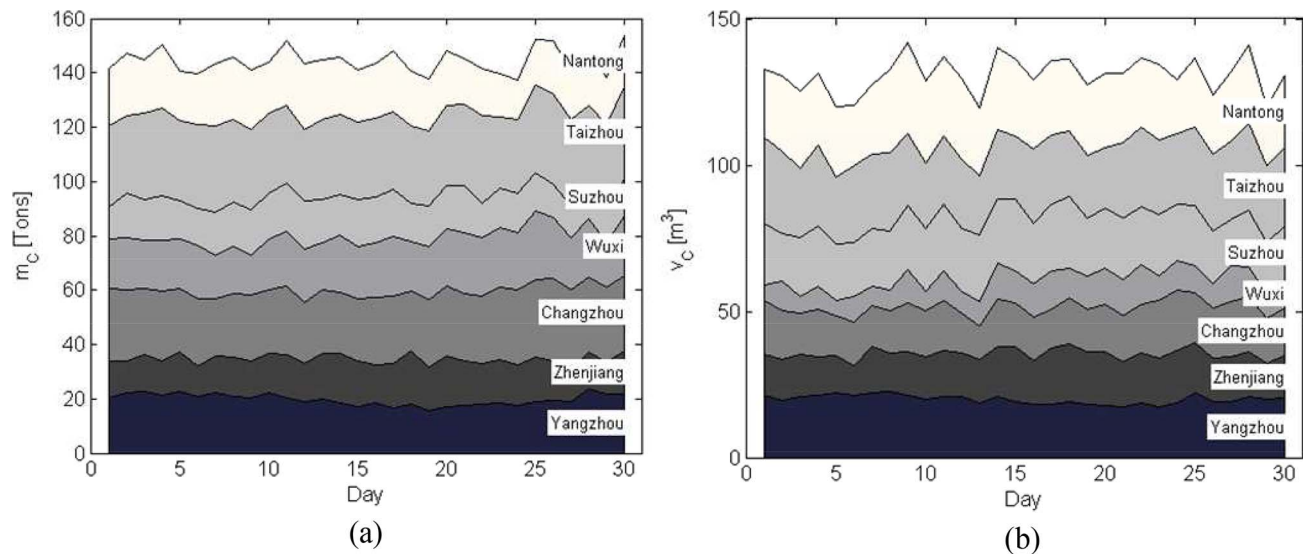 160
140
120
100
80
60
40
20
0
m_C [Tons]
Nantong
Taizhou
Suzhou
Wuxi
Changzhou
Zhenjiang
Yangzhou
0 5 10 15 20 25 30
Day
(a)
150
100
50
0
v_C [m³]
Nantong
Taizhou
Suzhou
Wuxi
Changzhou
Zhenjiang
Yangzhou
0 5 10 15 20 25 30
Day
(b)